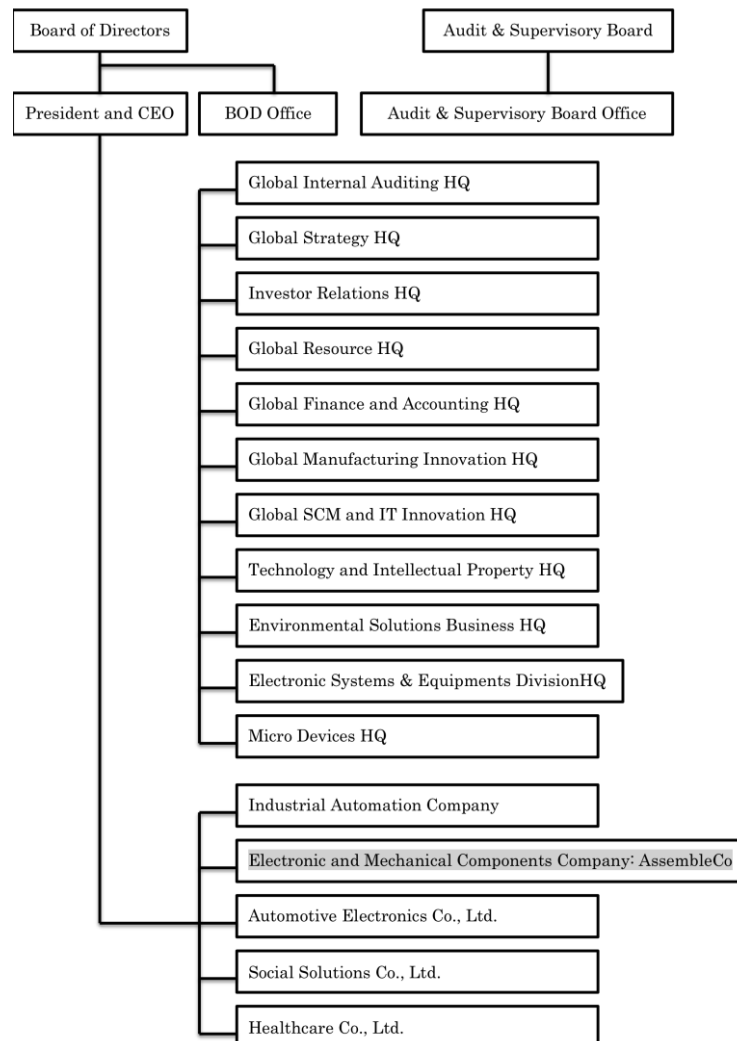 Board of Directors
Audit & Supervisory Board
President and CEO
BOD Office
Audit & Supervisory Board Office
Global Internal Auditing HQ
Global Strategy HQ
Investor Relations HQ
Global Resource HQ
Global Finance and Accounting HQ
Global Manufacturing Innovation HQ
Global SCM and IT Innovation HQ
Technology and Intellectual Property HQ
Environmental Solutions Business HQ
Electronic Systems & Equipments DivisionHQ
Micro Devices HQ
Industrial Automation Company
Electronic and Mechanical Components Company: AssembleCo
Automotive Electronics Co., Ltd.
Social Solutions Co., Ltd.
Healthcare Co., Ltd.